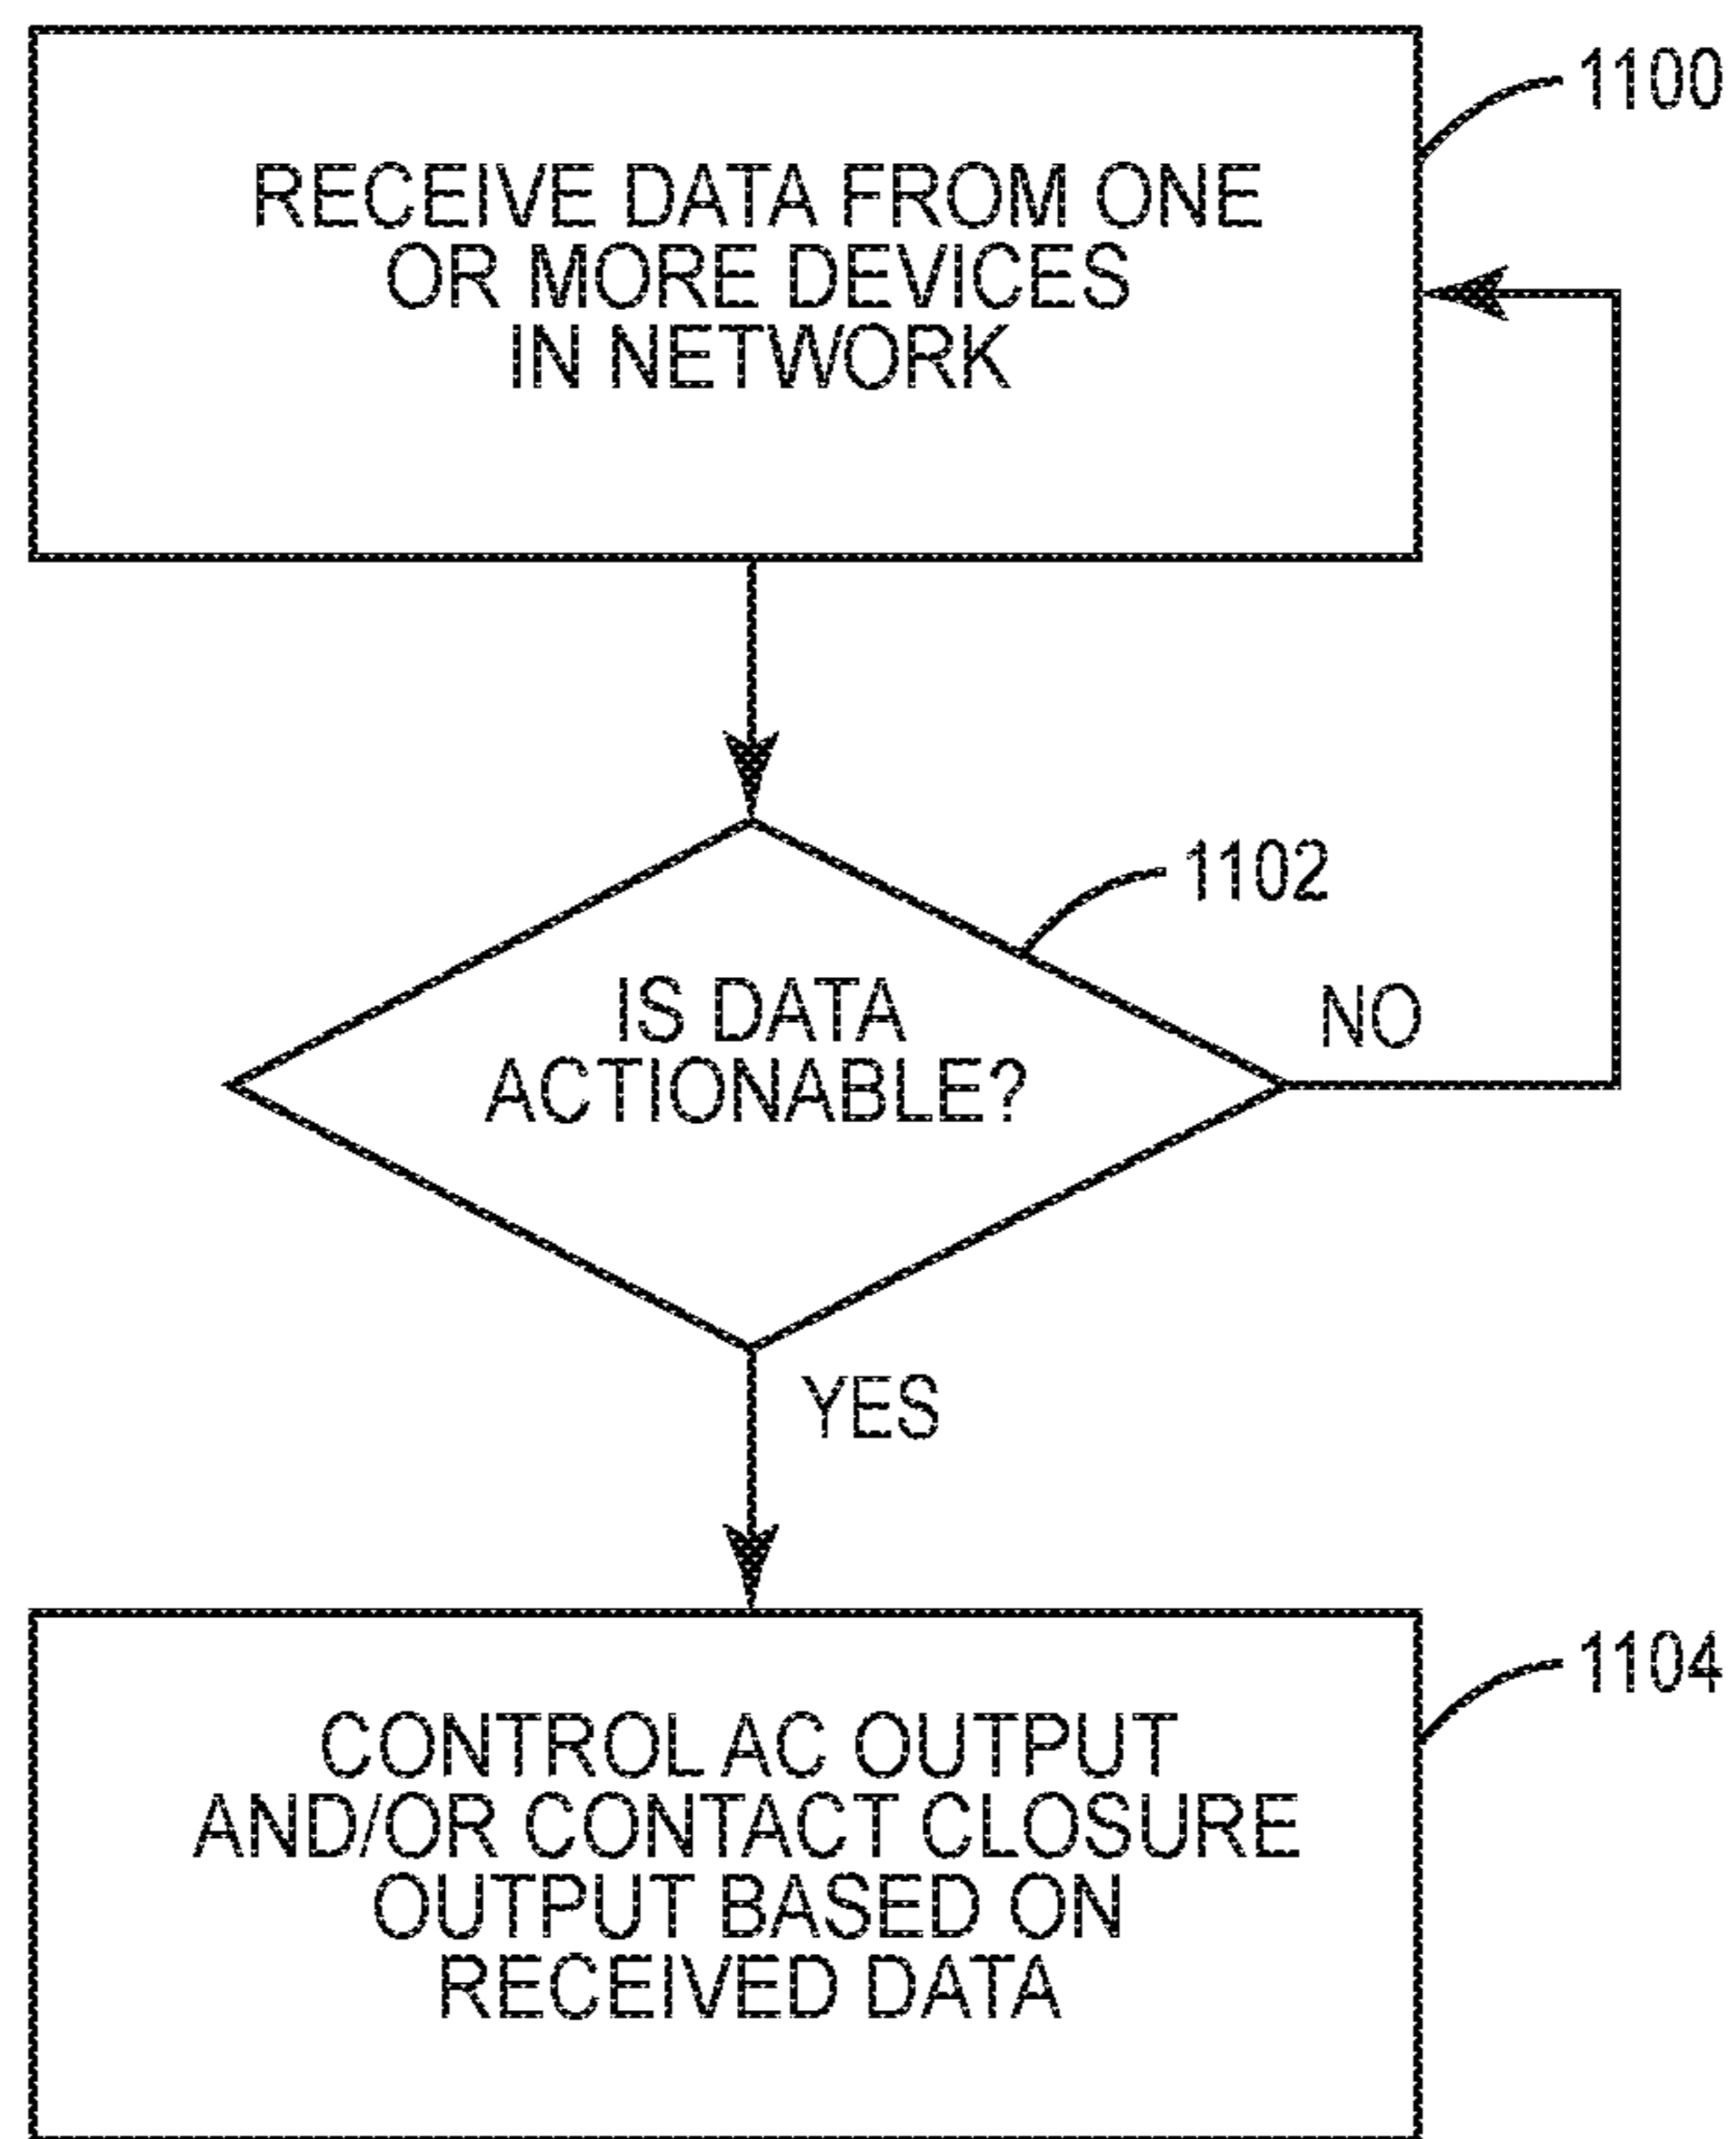 1100
RECEIVE DATA FROM ONE
OR MORE DEVICES
IN NETWORK
1102
IS DATA
ACTIONABLE?
NO
YES
1104
CONTROL AC OUTPUT
AND/OR CONTACT CLOSURE
OUTPUT BASED ON
RECEIVED DATA